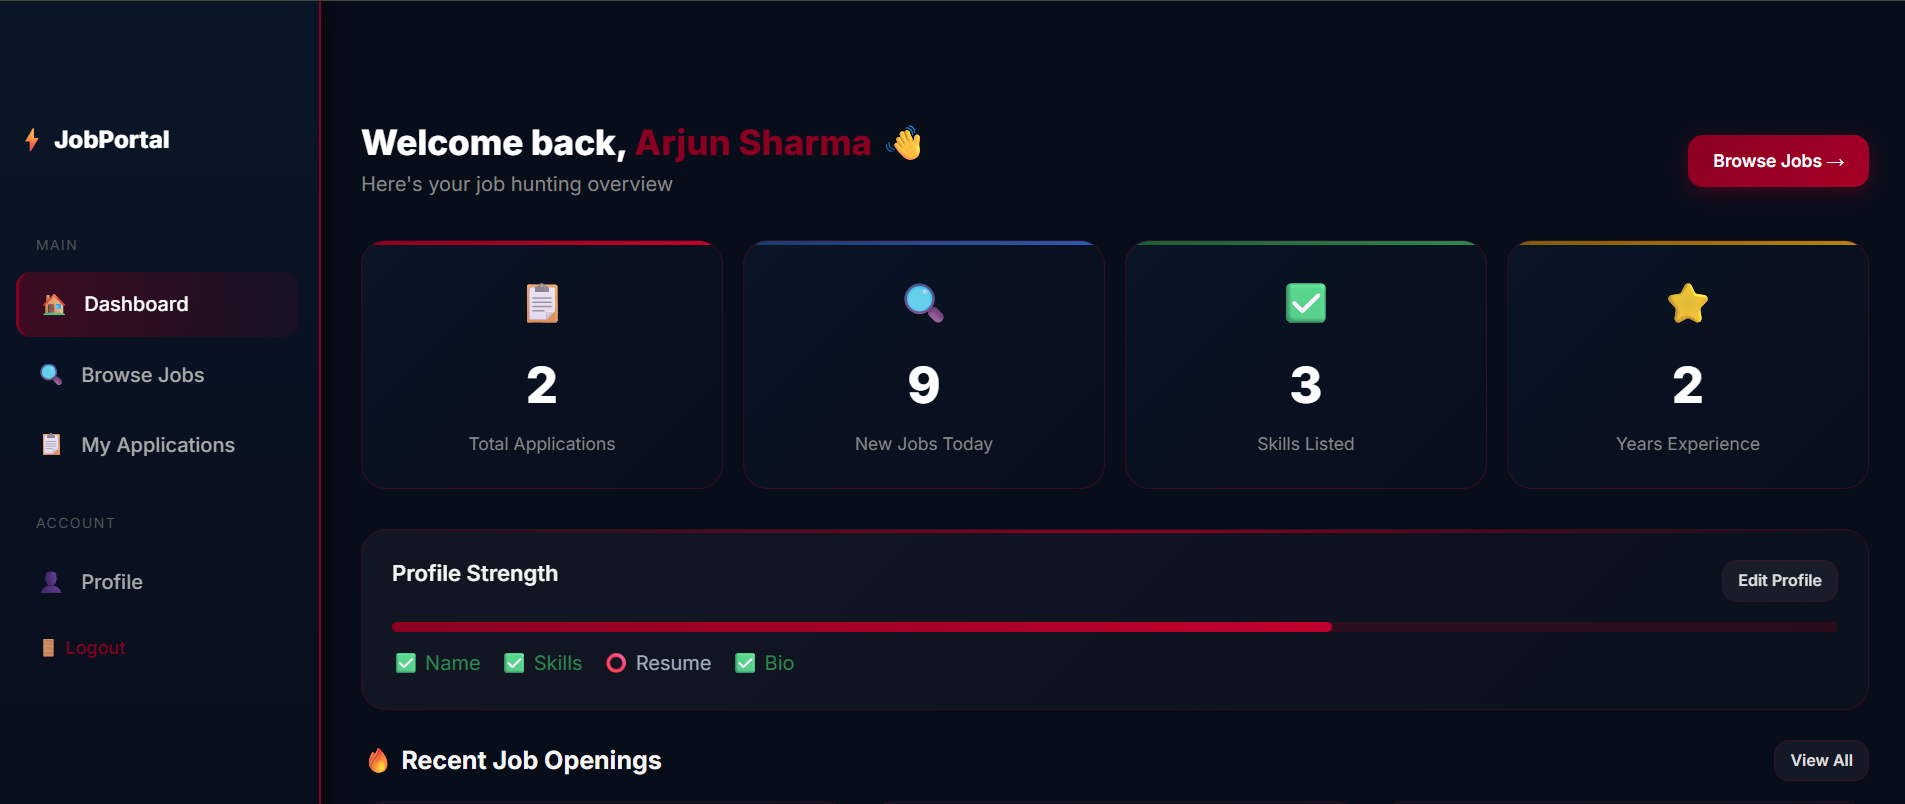 JobPortal
MAIN
Dashboard
Browse Jobs
My Applications
ACCOUNT
Profile
Logout
Welcome back, Arjun Sharma
Here's your job hunting overview
Browse Jobs →
2
Total Applications
9
New Jobs Today
3
Skills Listed
2
Years Experience
Profile Strength
Edit Profile
Name Skills Resume Bio
Recent Job Openings
View All